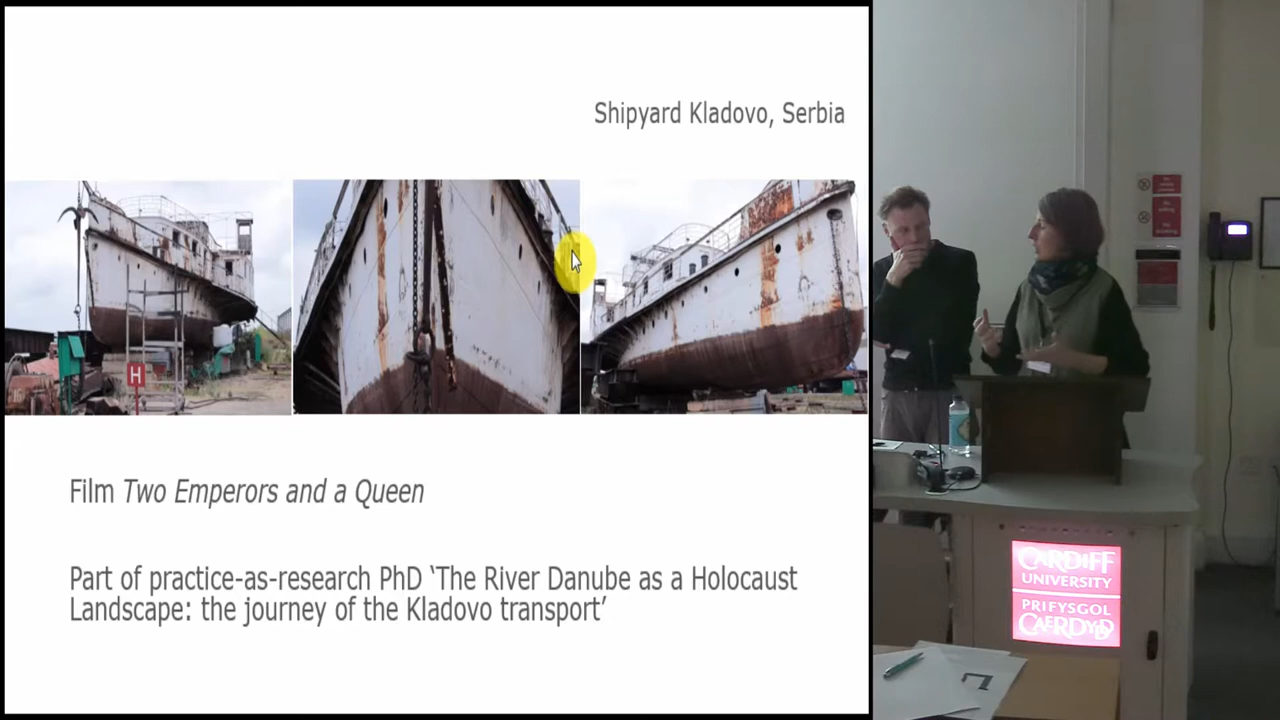 Shipyard Kladovo, Serbia
H
Film Two Emperors and a Queen
Part of practice-as-research PhD ‘The River Danube as a Holocaust
Landscape: the journey of the Kladovo transport’
CARDIFF
UNIVERSITY
PRIFYSGOL
CAERDYDD